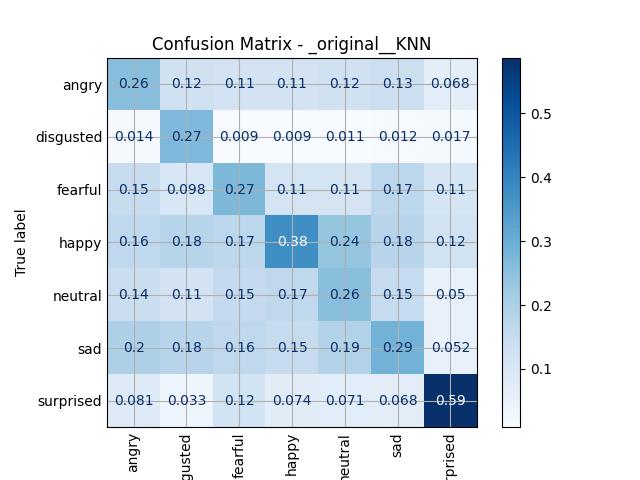 Confusion Matrix - _original__KNN
True label
angry 0.26 0.12 0.11 0.11 0.12 0.13 0.068
disgusted 0.014 0.27 0.009 0.009 0.011 0.012 0.017
fearful 0.15 0.098 0.27 0.11 0.11 0.17 0.11
happy 0.16 0.18 0.17 0.38 0.24 0.18 0.12
neutral 0.14 0.11 0.15 0.17 0.26 0.15 0.05
sad 0.2 0.18 0.16 0.15 0.19 0.29 0.052
surprised 0.081 0.033 0.12 0.074 0.071 0.068 0.59
angry gusted fearful happy neutral sad rprised
0.5
0.4
0.3
0.2
0.1